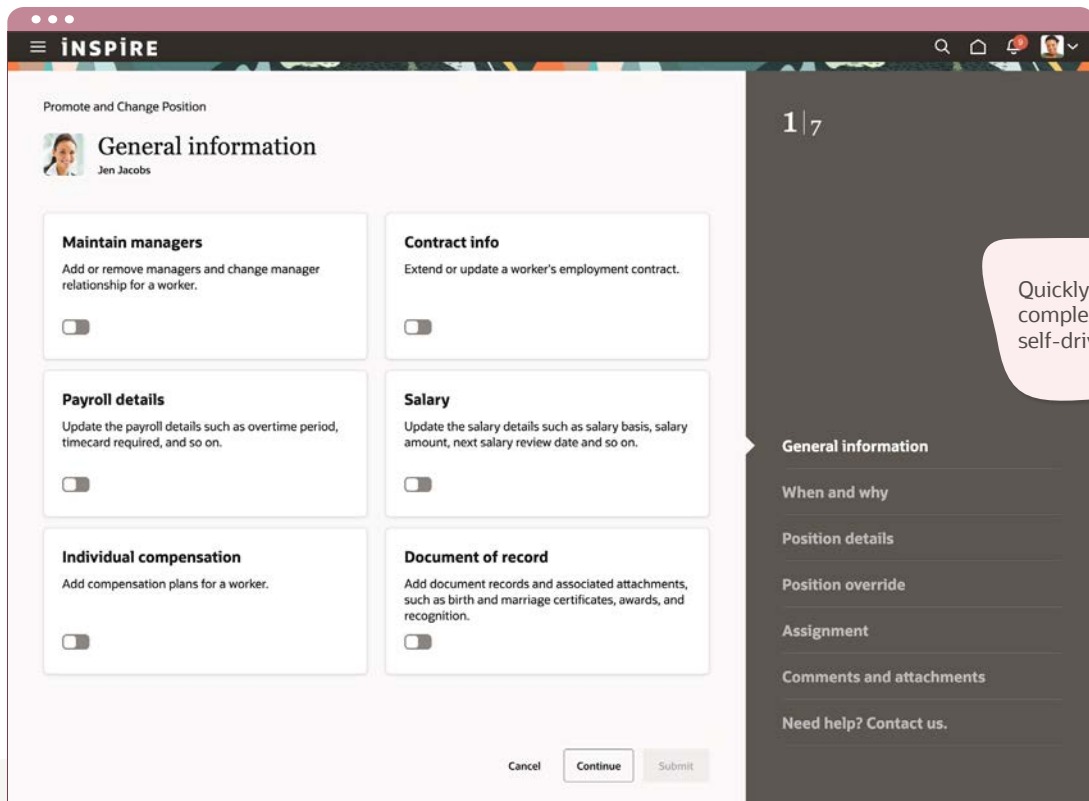 iNSPiRE
Promote and Change Position
General information
Jen Jacobs
Maintain managers
Add or remove managers and change manager
relationship for a worker.
Contract info
Extend or update a worker's employment contract.
Payroll details
Update the payroll details such as overtime period,
timecard required, and so on.
Salary
Update the salary details such as salary basis, salary
amount, next salary review date and so on.
Individual compensation
Add compensation plans for a worker.
Document of record
Add document records and associated attachments,
such as birth and marriage certificates, awards, and
recognition.
Cancel
Continue
Submit
1|7
Quickly
General information
When and why
Position details
Position override
Assignment
Comments and attachments
Need help? Contact us.